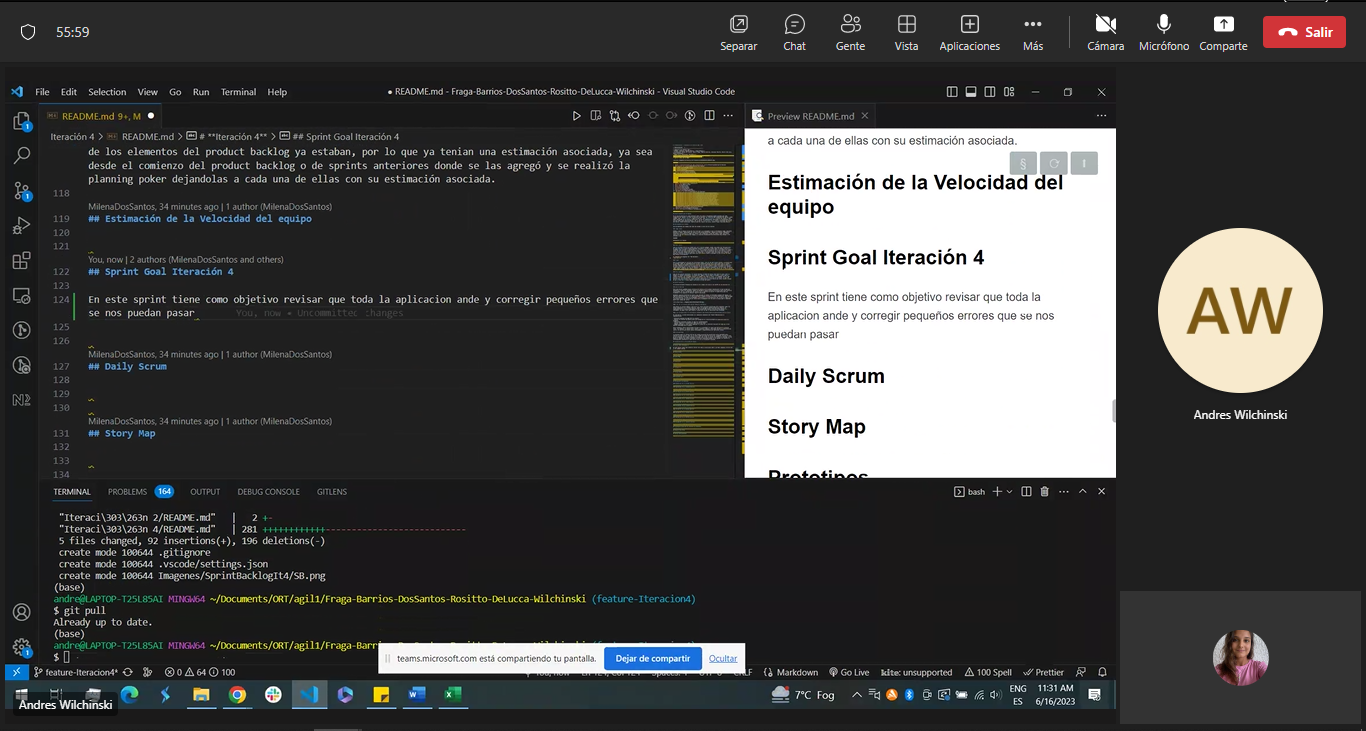 55:59
Separar Chat Gente Vista Aplicaciones Más Cámara Micrófono Comparte Salir
File Edit Selection View Go Run Terminal Help
● README.md - Fraga-Barrios-DosSantos-Rositto-DeLucca-Wilchinski - Visual Studio Code
README.md 9+, M
Iteración 4 > README.md > # **Iteración 4** > ## Sprint Goal Iteración 4
de los elementos del product backlog ya estaban, por lo que ya tenian una estimación asociada, ya sea
desde el comienzo del product backlog o de sprints anteriores donde se las agregó y se realizó la
planning poker dejandolas a cada una de ellas con su estimación asociada.
118
MilenaDosSantos, 34 minutes ago | 1 author (MilenaDosSantos)
119 ## Estimación de la Velocidad del equipo
120
121
You, now | 2 authors (MilenaDosSantos and others)
122 ## Sprint Goal Iteración 4
123
124 En este sprint tiene como objetivo revisar que toda la aplicacion ande y corregir pequeños errores que
se nos puedan pasar You, now • Uncommitted changes
125
126
MilenaDosSantos, 34 minutes ago | 1 author (MilenaDosSantos)
127 ## Daily Scrum
128
129
130
MilenaDosSantos, 34 minutes ago | 1 author (MilenaDosSantos)
131 ## Story Map
132
133
134
Preview README.md
a cada una de ellas con su estimación asociada.
Estimación de la Velocidad del
equipo
Sprint Goal Iteración 4
En este sprint tiene como objetivo revisar que toda la
aplicacion ande y corregir pequeños errores que se nos
puedan pasar
Daily Scrum
Story Map
Prototipos
TERMINAL PROBLEMS 164 OUTPUT DEBUG CONSOLE GITLENS
bash
"Iteraci\303\263n 2/README.md" | 2 +-
"Iteraci\303\263n 4/README.md" | 281 ++++++++++++--------------------------
5 files changed, 92 insertions(+), 196 deletions(-)
create mode 100644 .gitignore
create mode 100644 .vscode/settings.json
create mode 100644 Imagenes/SprintBacklogIt4/SB.png
(base)
andre@LAPTOP-T25L85AI MINGW64 ~/Documents/ORT/agil1/Fraga-Barrios-DosSantos-Rositto-DeLucca-Wilchinski (feature-Iteracion4)
$ git pull
Already up to date.
(base)
andre@LAPTOP-T25L85AI MINGW64 ~/Documents/ORT/agil1/Fraga-Barrios-
$
teams.microsoft.com está compartiendo tu pantalla. Dejar de compartir Ocultar
feature-Iteracion4* 0 64 100
Markdown Go Live kite: unsupported 100 Spell Prettier
7°C Fog
ENG
ES
11:31 AM
6/16/2023
Andres Wilchinski
AW
Andres Wilchinski